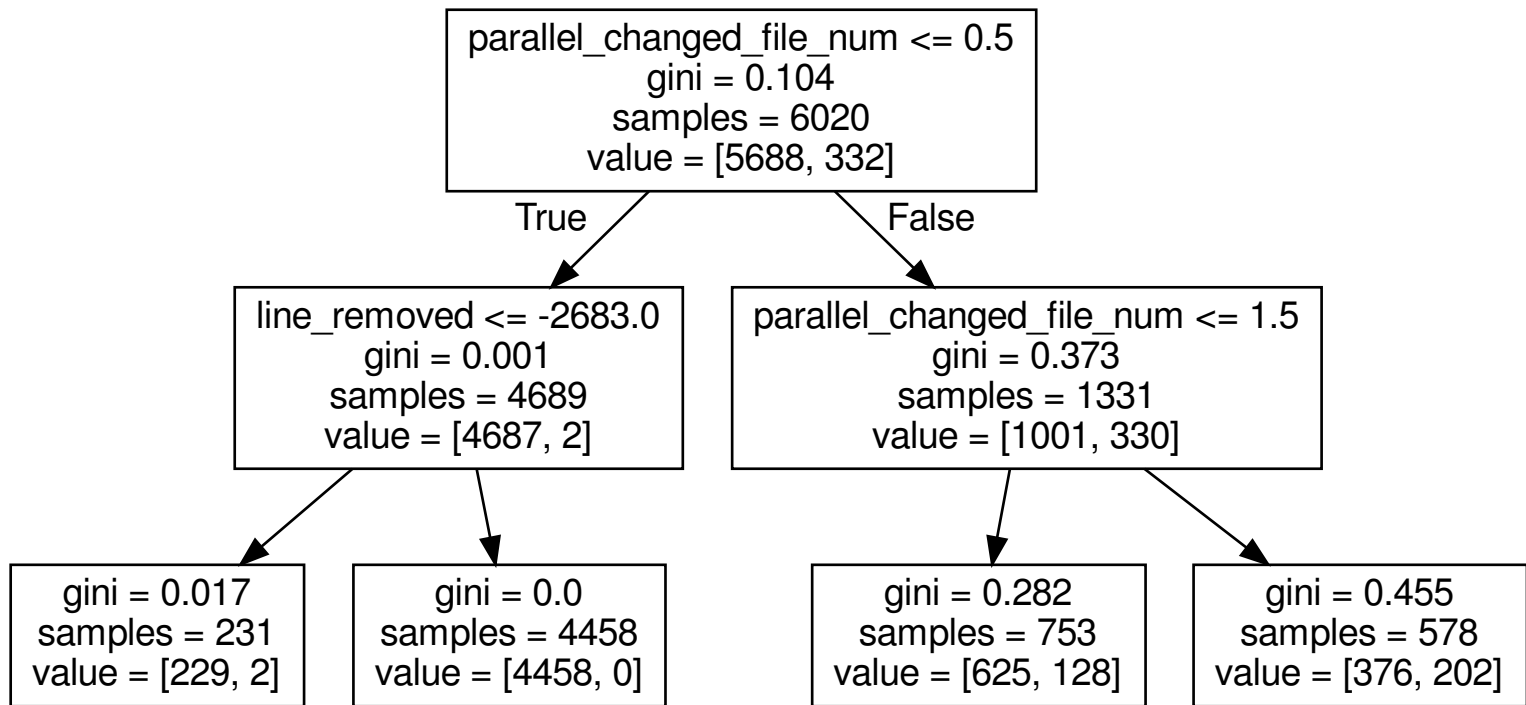 parallel_changed_file_num <= 0.5
gini = 0.104
samples = 6020
value = [5688, 332]
True
False
line_removed <= -2683.0
gini = 0.001
samples = 4689
value = [4687, 2]
parallel_changed_file_num <= 1.5
gini = 0.373
samples = 1331
value = [1001, 330]
gini = 0.017
samples = 231
value = [229, 2]
gini = 0.0
samples = 4458
value = [4458, 0]
gini = 0.282
samples = 753
value = [625, 128]
gini = 0.455
samples = 578
value = [376, 202]